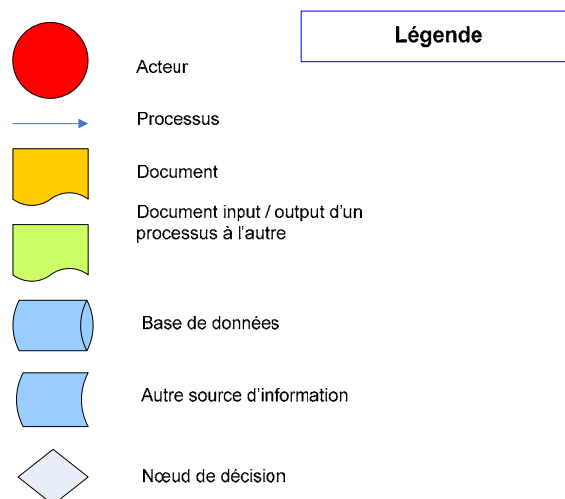 Légende
Acteur
Processus
Document
Document input / output d'un
processus à l'autre
Base de données
Autre source d'information
Nœud de décision